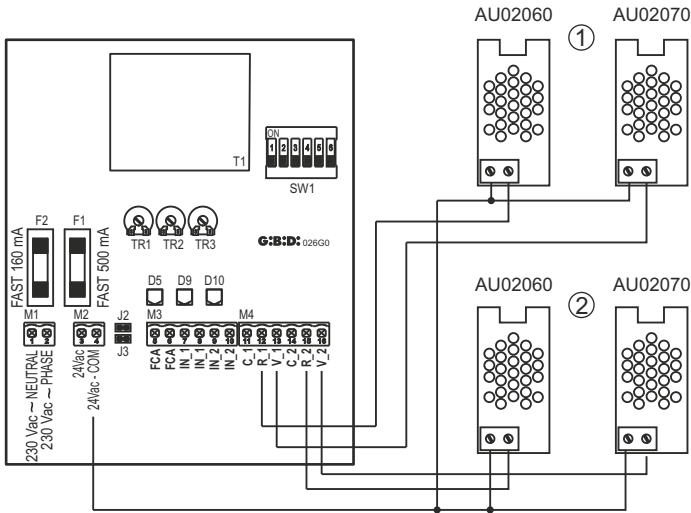 AU02060 AU02070
1
ON
1 2 3 4 5 6
T1
SW1
F2 F1
FAST 160 mA
FAST 500 mA
TR1 TR2 TR3
G:B:D: 026G0
D5 D9 D10
AU02060 AU02070
2
M1 M2 J2 M3 M4
1 2 3 4 5 6 7 8 9 10 11 12 13 14 15 16
J3
230 Vac ~ NEUTRAL
230 Vac ~ PHASE
24Vac
24Vac - COM
FCA
FCA
IN_1
IN_1
IN_2
IN_2
C_1
R_1
V_1
C_2
R_2
V_2